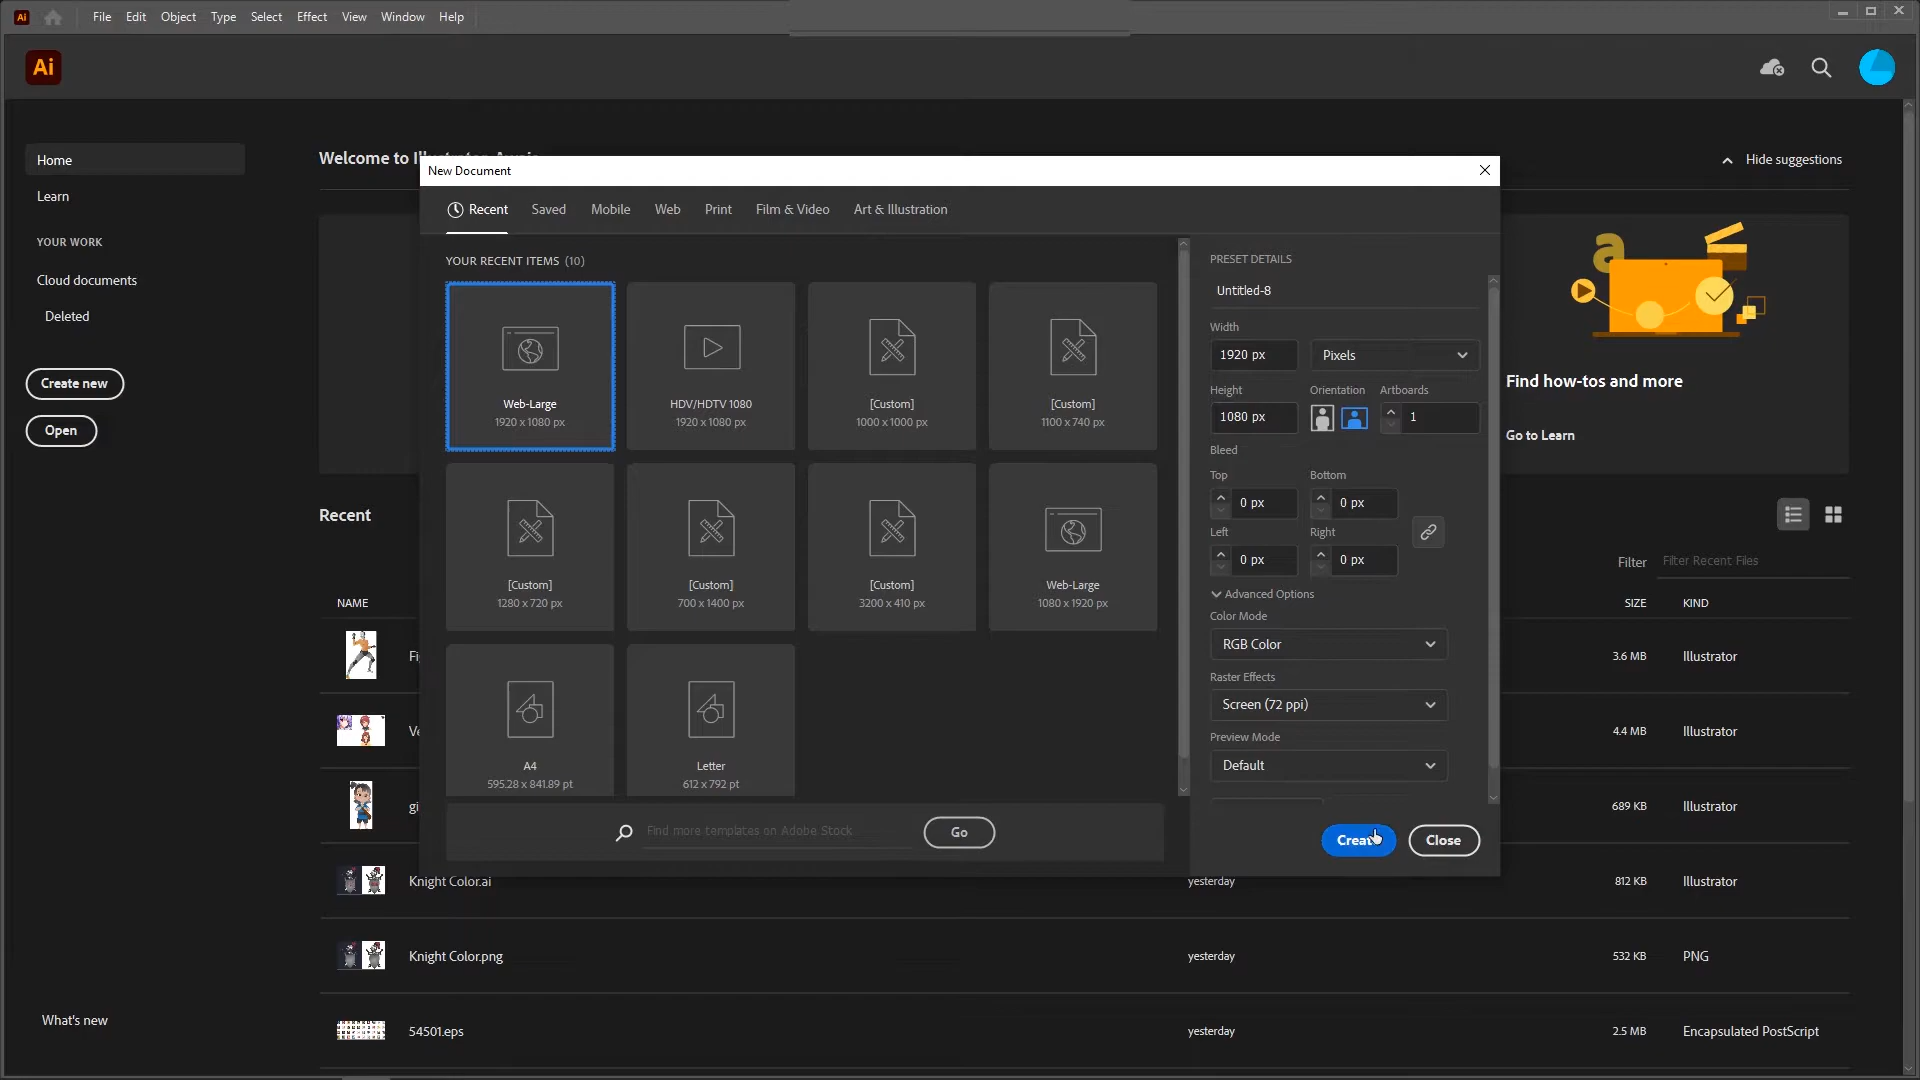 Ai
File Edit Object Type Select Effect View Window Help
Ai
Home
Learn
YOUR WORK
Cloud documents
Deleted
Create new
Open
What's new
Welcome to
Hide suggestions
New Document
Recent Saved Mobile Web Print Film & Video Art & Illustration
YOUR RECENT ITEMS (10)
Web-Large
1920 x 1080 px
HDV/HDTV 1080
1920 x 1080 px
[Custom]
1000 x 1000 px
[Custom]
1100 x 740 px
[Custom]
1280 x 720 px
[Custom]
700 x 1400 px
[Custom]
3200 x 410 px
Web-Large
1080 x 1920 px
A4
595.28 x 841.89 pt
Letter
612 x 792 pt
Find more templates on Adobe Stock
Go
PRESET DETAILS
Untitled-8
Width
1920 px Pixels
Height Orientation Artboards
1080 px 1
Bleed
Top Bottom
0 px 0 px
Left Right
0 px 0 px
Advanced Options
Color Mode
RGB Color
Raster Effects
Screen (72 ppi)
Preview Mode
Default
Create Close
a
Find how-tos and more
Go to Learn
Recent
Filter Filter Recent Files
NAME SIZE KIND
Fi 3.6 MB Illustrator
Ve 4.4 MB Illustrator
gi 689 KB Illustrator
Knight Color.ai yesterday 812 KB Illustrator
Knight Color.png yesterday 532 KB PNG
54501.eps yesterday 2.5 MB Encapsulated PostScript